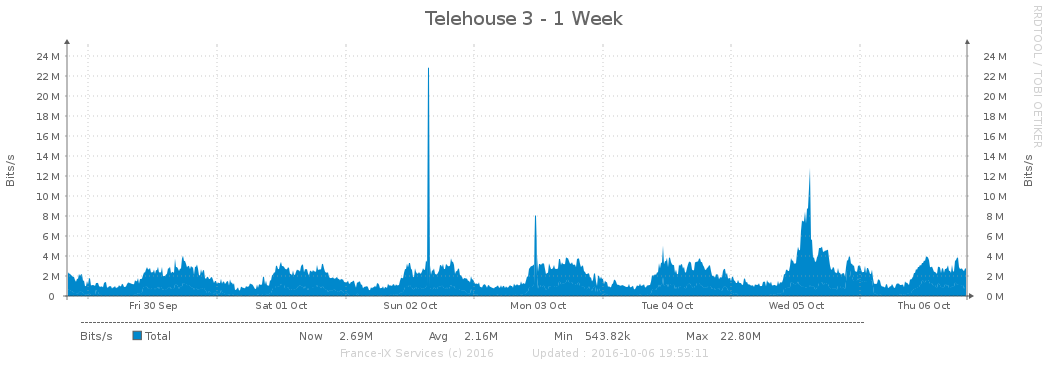 Telehouse 3 - 1 Week
RRDTOOL / TOBI OETIKER
Bits/s
24 M 24 M
22 M 22 M
20 M 20 M
18 M 18 M
16 M 16 M
14 M 14 M
12 M 12 M
10 M 10 M
8 M 8 M
6 M 6 M
4 M 4 M
2 M 2 M
0 0 M
Bits/s
Fri 30 Sep Sat 01 Oct Sun 02 Oct Mon 03 Oct Tue 04 Oct Wed 05 Oct Thu 06 Oct
Bits/s Total Now 2.69M Avg 2.16M Min 543.82k Max 22.80M
France-IX Services (c) 2016 Updated : 2016-10-06 19:55:11